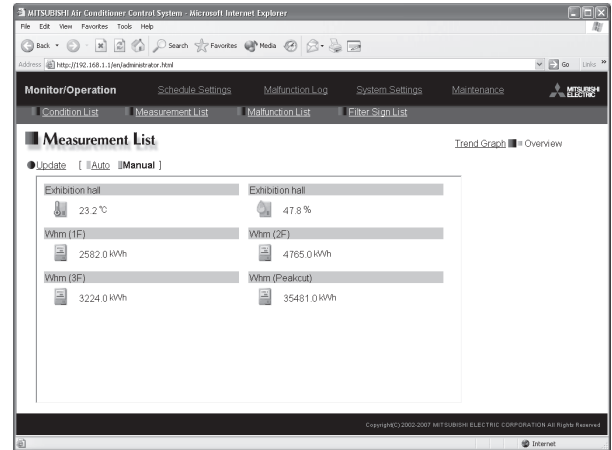 MITSUBISHI Air Conditioner Control System - Microsoft Internet Explorer
File Edit View Favorites Tools Help
Back Search Favorites Media
Address http://192.168.1.1/en/administrator.html Go Links »
Monitor/Operation Schedule Settings Malfunction Log System Settings Maintenance MITSUBISHI ELECTRIC
Condition List Measurement List Malfunction List Filter Sign List
Measurement List
Trend Graph Overview
Update [ Auto Manual ]
Exhibition hall Exhibition hall
23.2 °C 47.8 %
Whm (1F) Whm (2F)
2582.0 kWh 4765.0 kWh
Whm (3F) Whm (Peakcut)
3224.0 kWh 35481.0 kWh
Copyright(C) 2002-2007 MITSUBISHI ELECTRIC CORPORATION All Rights Reserved
Internet